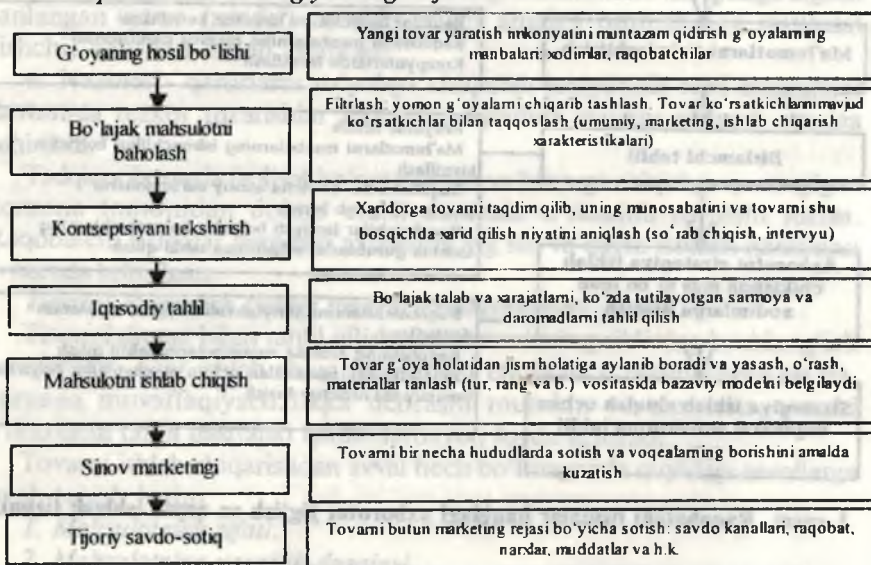 G‘oyaning hosil bo‘lishi
Yangi tovar yaratish imkonyatini muntazam qidirish g‘oyalarning
manbalari: xodimlar, raqobatchilar
Bo‘lajak mahsulotni
baholash
Filtrlash: yomon g‘oyalarni chiqarib tashlash. Tovar ko‘rsatkichlarni mavjud
ko‘rsatkichlar bilan taqqoslash (umumiy, marketing, ishlab chiqarish
xarakteristikalari)
Kontseptsiyani tekshirish
Xaridorga tovarni taqdim qilib, uning munosabatini va tovarni shu
bosqichda xarid qilish niyatini aniqlash (so‘rab chiqish, intervyu)
Iqtisodiy tahlil
Bo‘lajak talab va xarajatlarni, ko‘zda tutilayotgan sarmoya va
daromadlarni tahlil qilish
Mahsulotni ishlab chiqish
Tovar g‘oya holatidan jism holatiga aylanib boradi va yasash, o‘rash,
materiallar tanlash (tur, rang va b.) vositasida bazaviy modelni belgilaydi
Sinov marketingi
Tovarni bir necha hududlarda sotish va voqealarning borishini amalda
kuzatish
Tijoriy savdo-sotiq
Tovarni butun marketing rejasi bo‘yicha sotish: savdo kanallari, raqobat,
narxlar, muddatlar va h.k.